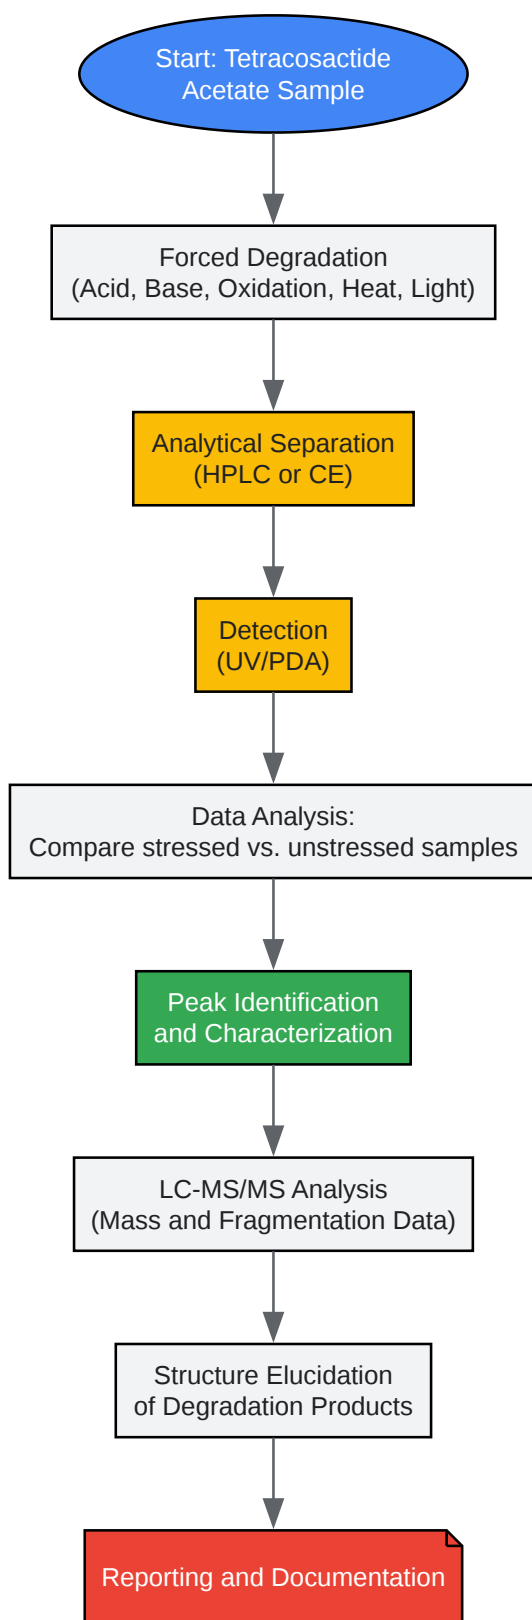 Start: Tetracosactide
Acetate Sample
Forced Degradation
(Acid, Base, Oxidation, Heat, Light)
Analytical Separation
(HPLC or CE)
Detection
(UV/PDA)
Data Analysis:
Compare stressed vs. unstressed samples
Peak Identification
and Characterization
LC-MS/MS Analysis
(Mass and Fragmentation Data)
Structure Elucidation
of Degradation Products
Reporting and Documentation